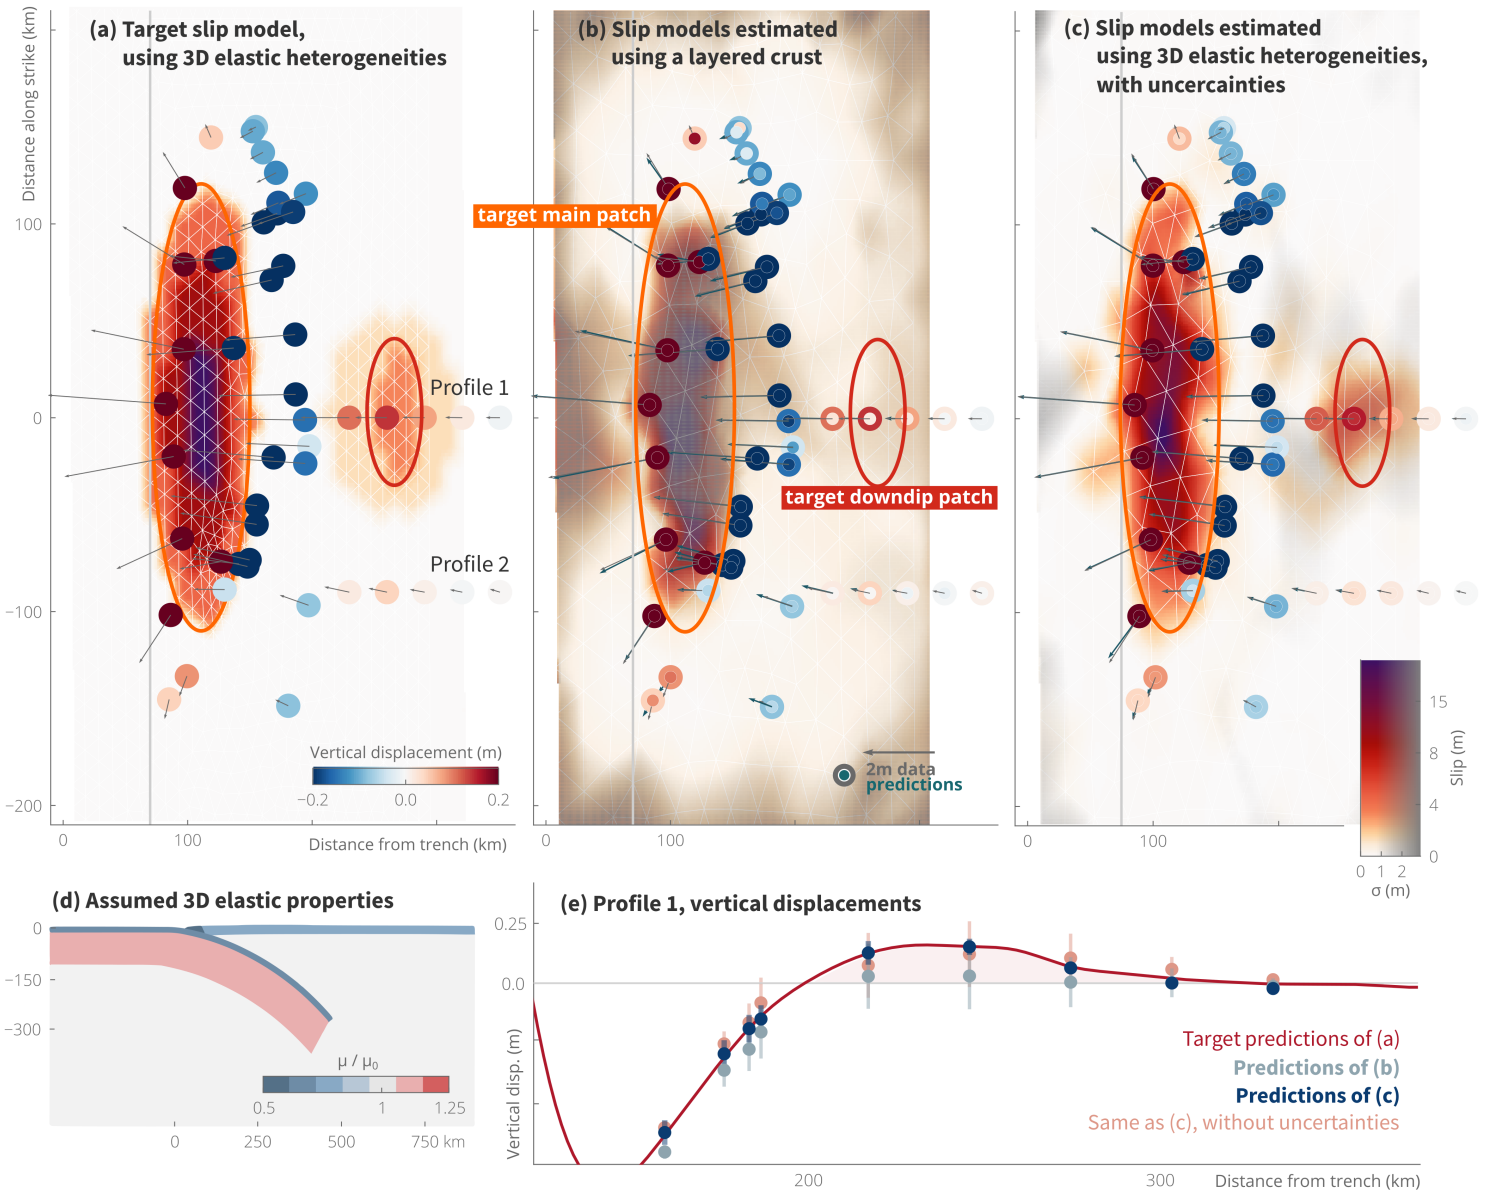 (a) Target slip model,
using 3D elastic heterogeneities
(b) Slip models estimated
using a layered crust
(c) Slip models estimated
using 3D elastic heterogeneities,
with uncercainties
Distance along strike (km)
100
0
−100
−200
target main patch
Profile 1
target downdip patch
Profile 2
Vertical displacement (m)
−0.2
0.0
0.2
2m data
predictions
15
8
4
0
Slip (m)
0 1 2
σ (m)
0
100
Distance from trench (km)
0
100
0
100
(d) Assumed 3D elastic properties
0
−150
−300
μ / μ0
0.5
1
1.25
0
250
500
750 km
(e) Profile 1, vertical displacements
0.25
0.0
Vertical disp. (m)
Target predictions of (a)
Predictions of (b)
Predictions of (c)
Same as (c), without uncertainties
200
300
Distance from trench (km)